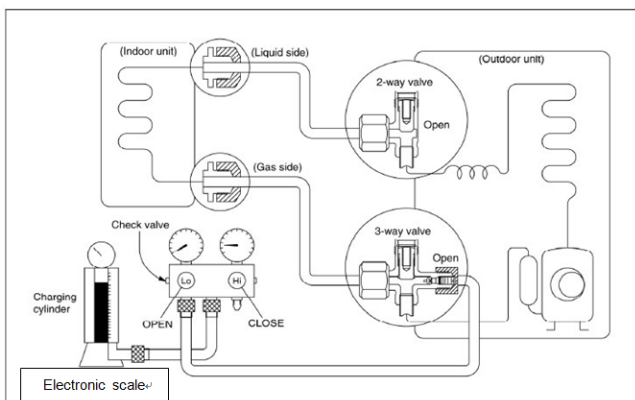 (Indoor unit)
(Liquid side)
(Outdoor unit)
2-way valve
Open
(Gas side)
3-way valve
Check valve
Open
Lo
Hi
Charging
cylinder
OPEN
CLOSE
Electronic scale